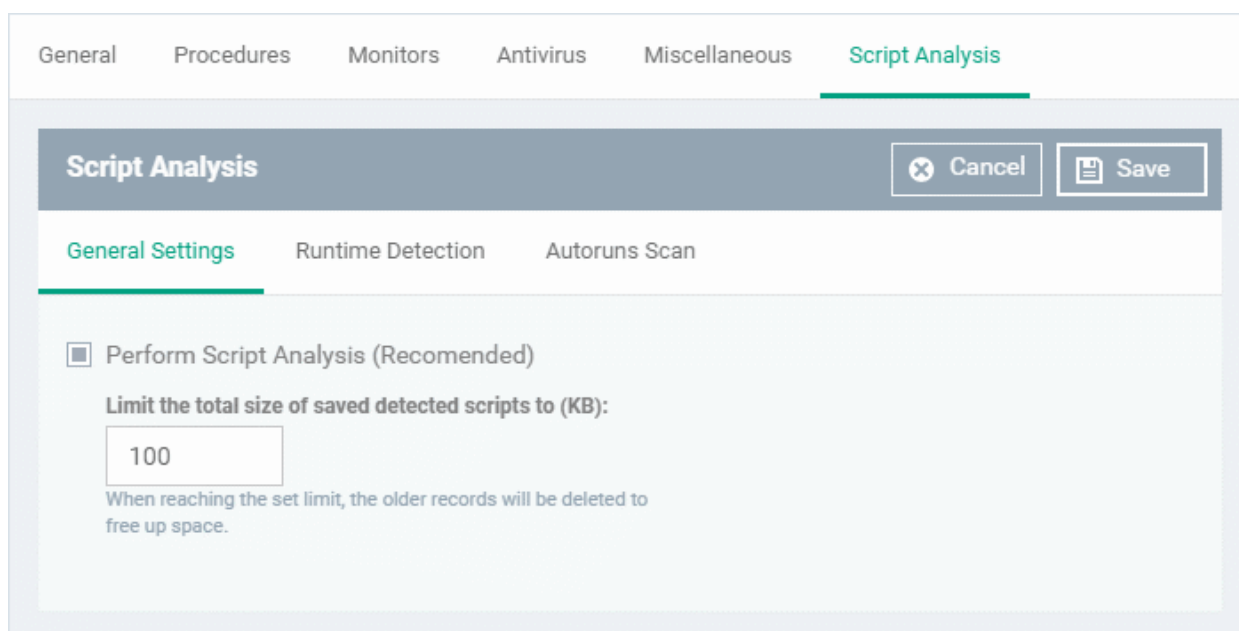 General Procedures Monitors Antivirus Miscellaneous Script Analysis
Script Analysis Cancel Save
General Settings Runtime Detection Autoruns Scan
Perform Script Analysis (Recomended)
Limit the total size of saved detected scripts to (KB):
100
When reaching the set limit, the older records will be deleted to
free up space.